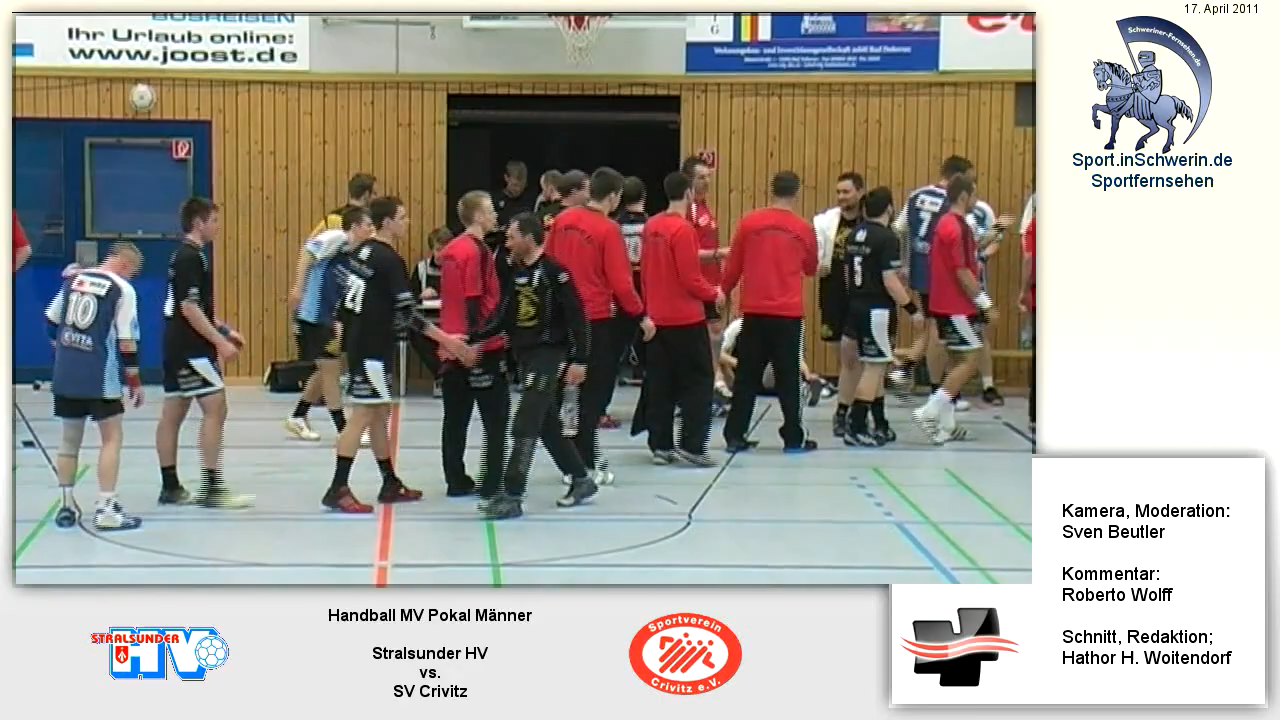 17. April 2011
BUSREISEN
Ihr Urlaub online:
www.joost.de
Schweriner-Fernsehen.de
Sport.inSchwerin.de
Sportfernsehen
10
21
5
7
Kamera, Moderation:
Sven Beutler
Kommentar:
Roberto Wolff
Schnitt, Redaktion;
Hathor H. Woitendorf
STRALSUNDER
HV
Handball MV Pokal Männer
Stralsunder HV
vs.
SV Crivitz
Sportverein
Crivitz e.V.